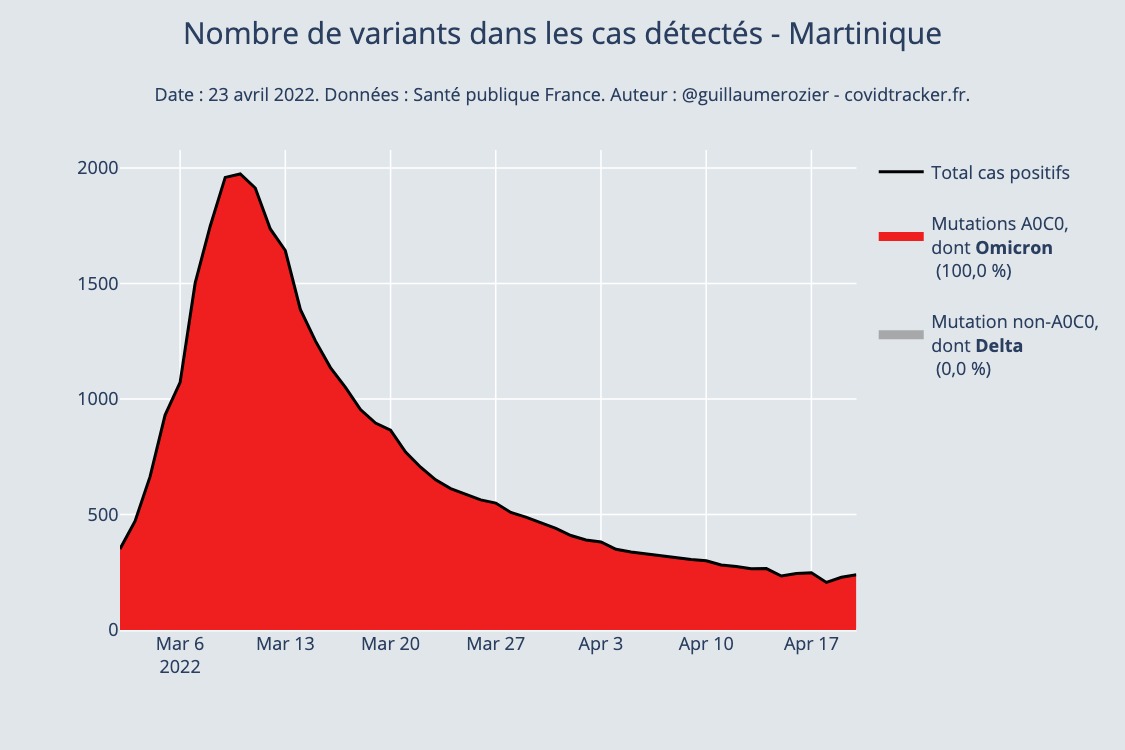 Nombre de variants dans les cas détectés - Martinique
Date : 23 avril 2022. Données : Santé publique France. Auteur : @guillaumerozier - covidtracker.fr.
2000
1500
1000
500
0
Mar 6
2022
Mar 13
Mar 20
Mar 27
Apr 3
Apr 10
Apr 17
Total cas positifs
Mutations A0C0,
dont Omicron
(100,0 %)
Mutation non-A0C0,
dont Delta
(0,0 %)